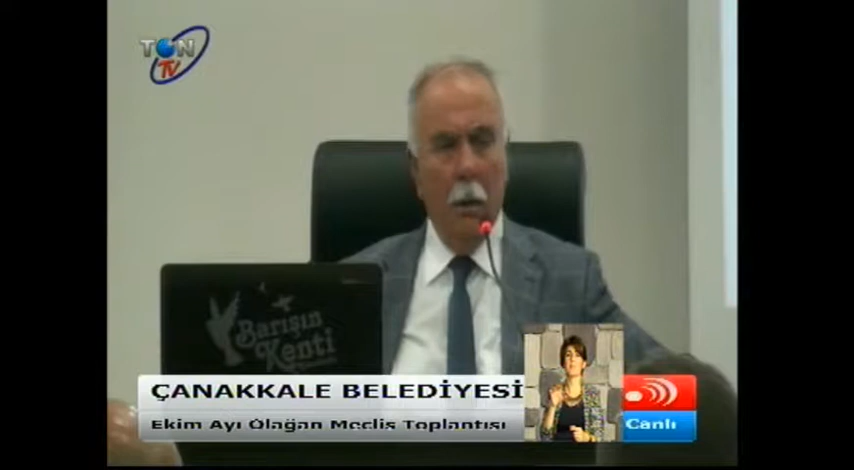 TON
TV
Barışın
Kenti
ÇANAKKALE BELEDİYESİ
Ekim Ayı Olağan Meclis Toplantısı
Canlı